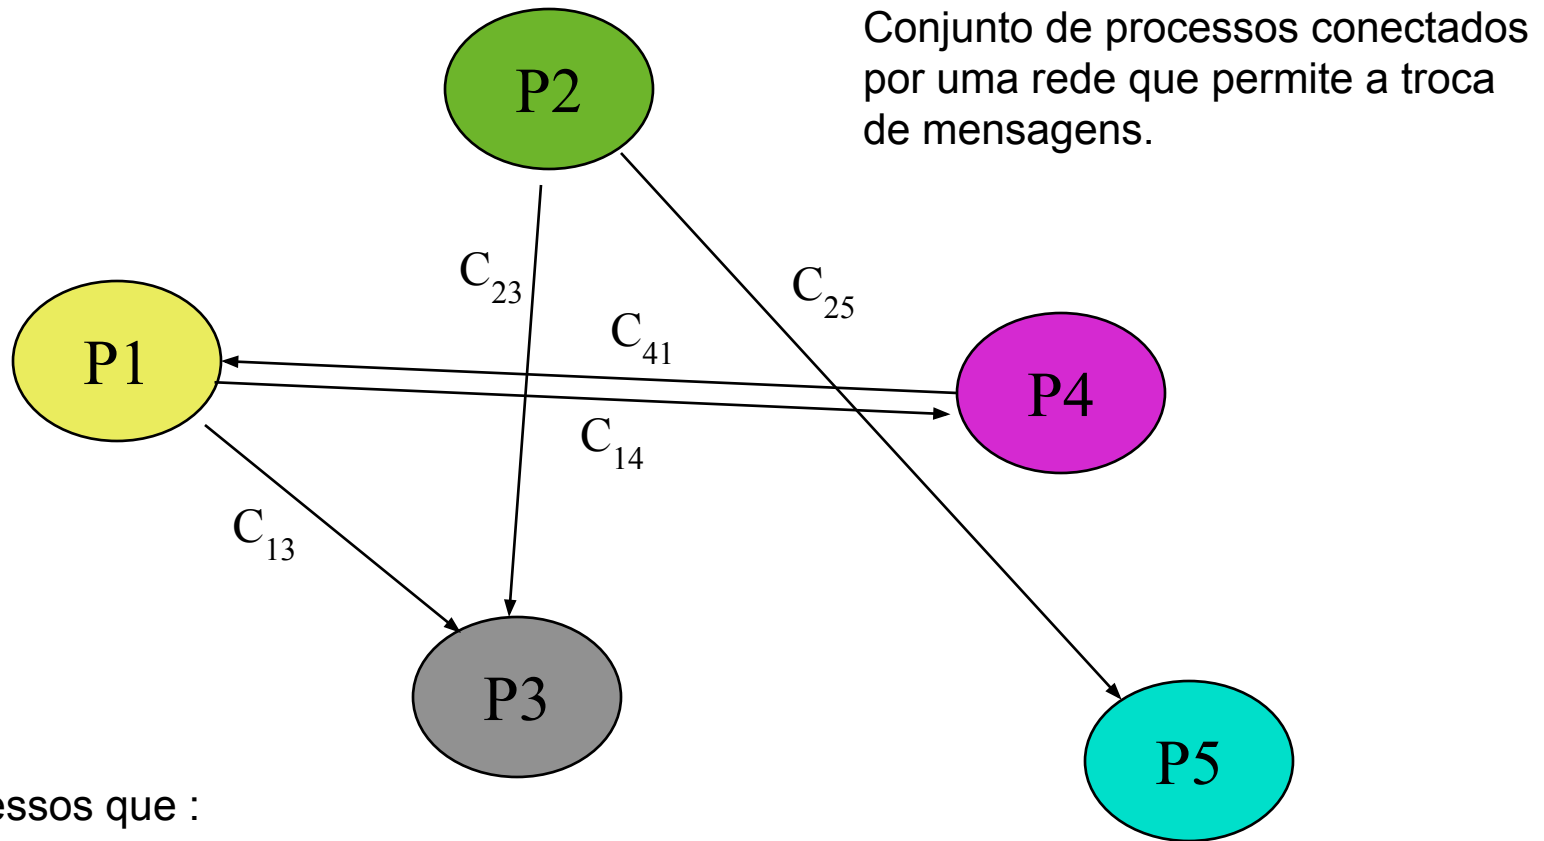 Conjunto de processos conectados
por uma rede que permite a troca
de mensagens.
P2
C23
C25
C41
P1
P4
C14
C13
P3
P5
essos que :